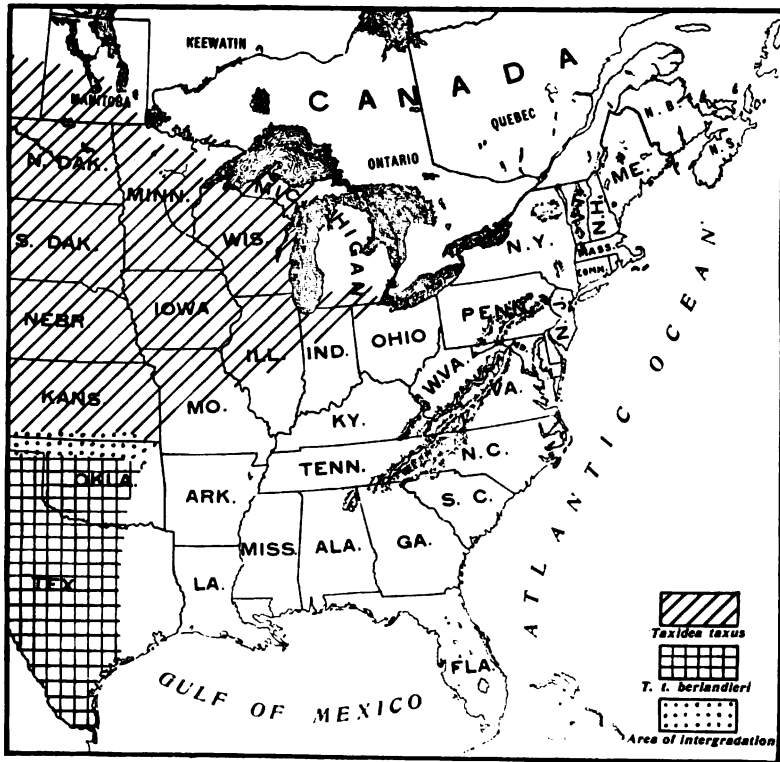 KEEWATIN
MANITOBA
CANADA
QUEBEC
ONTARIO
N.B.
N.S.
ME.
N. DAK.
MINN.
MICHIGAN
WIS.
N.H.
N.Y.
MASS.
CONN.
S. DAK.
NEBR.
IOWA
ILL.
IND.
OHIO
PENN.
N.J.
W.VA.
VA.
KANS.
MO.
KY.
TENN.
N.C.
OKLA.
ARK.
S. C.
MISS.
ALA.
GA.
TEX.
LA.
FLA.
ATLANTIC OCEAN
GULF OF MEXICO
Taxidea taxus
T. t. berlandieri
Area of intergradation